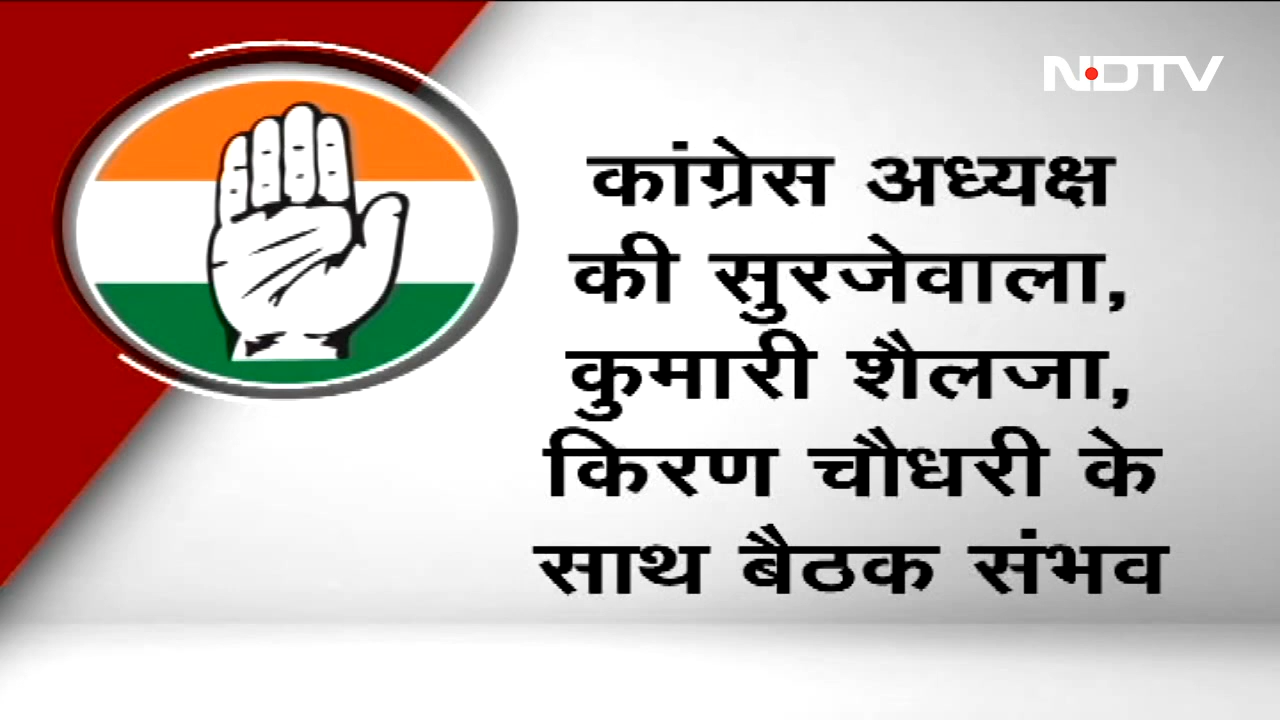 NDTV
कांग्रेस अध्यक्ष
की सुरजेवाला,
कुमारी शैलजा,
किरण चौधरी के
साथ बैठक संभव